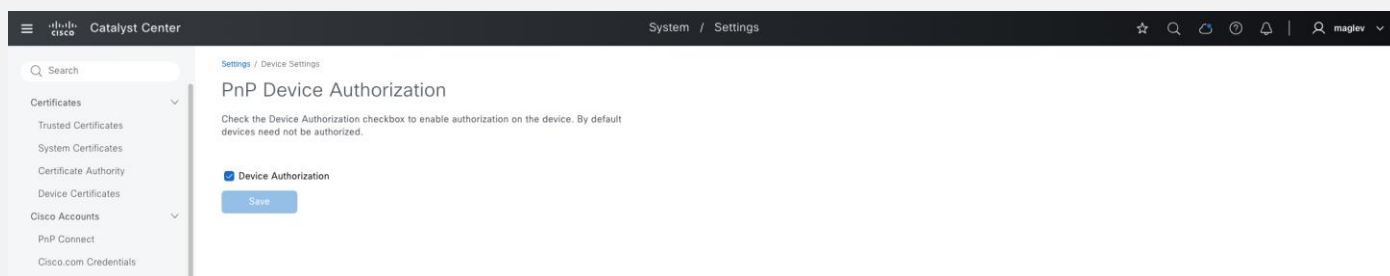 cisco Catalyst Center
System / Settings
maglev
Search
Certificates
Trusted Certificates
System Certificates
Certificate Authority
Device Certificates
Cisco Accounts
PnP Connect
Cisco.com Credentials
Settings / Device Settings
PnP Device Authorization
Check the Device Authorization checkbox to enable authorization on the device. By default
devices need not be authorized.
Device Authorization
Save